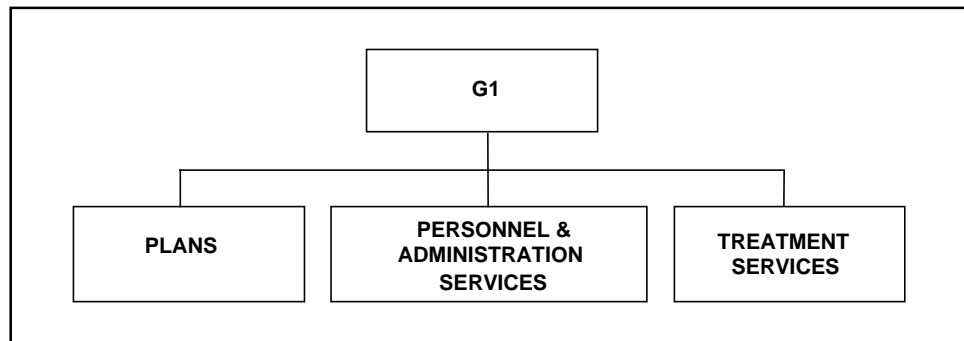 G1
PLANS
PERSONNEL &
ADMINISTRATION
SERVICES
TREATMENT
SERVICES